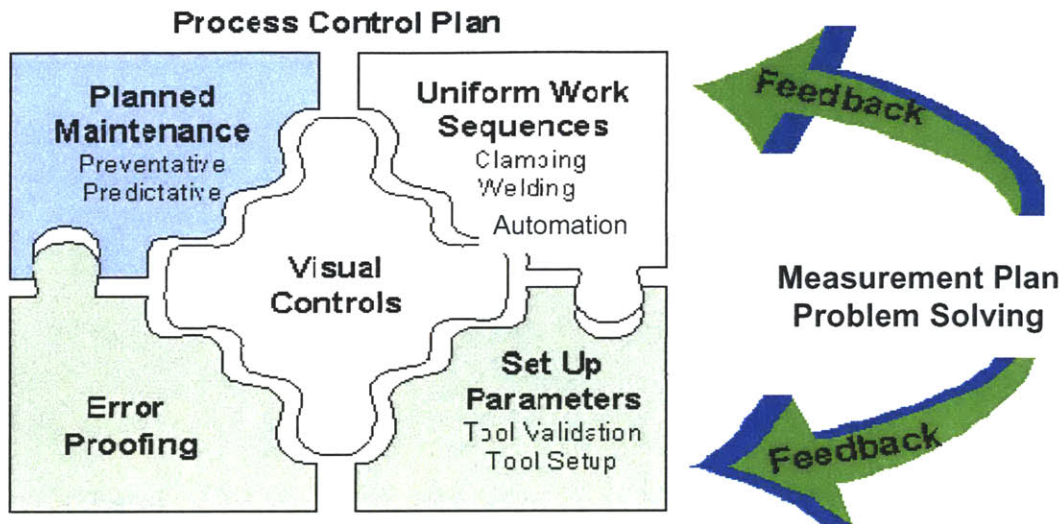 Process Control Plan
Planned
Maintenance
Preventative
Predictative
Uniform Work
Sequences
Clamping
Welding
Automation
Visual
Controls
Error
Proofing
Set Up
Parameters
Tool Validation
Tool Setup
Feedback
Measurement Plan
Problem Solving
Feedback